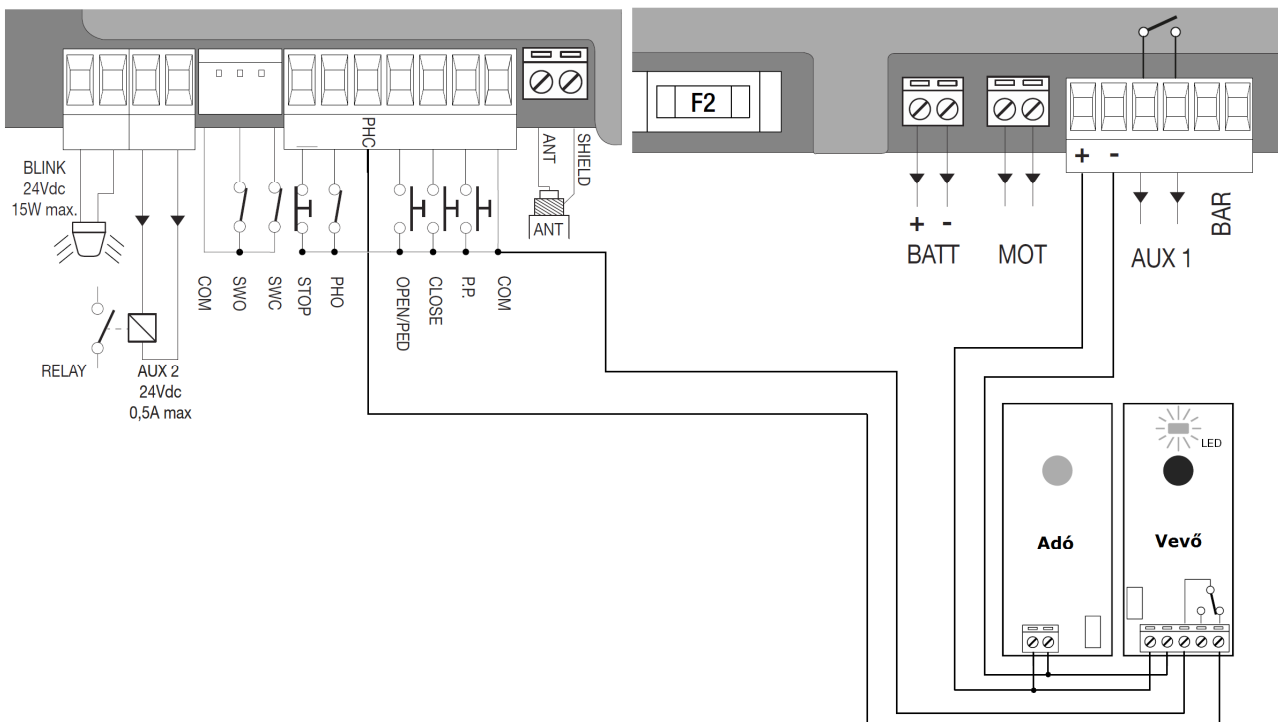 F2
PHC
ANT
SHIELD
+ -
BLINK
24Vdc
15W max.
ANT
+ -
BATT
MOT
AUX 1
BAR
COM
SWO
SWC
STOP
PHO
OPEN/PED
CLOSE
P.P.
COM
RELAY
AUX 2
24Vdc
0,5A max
LED
Adó
Vevő